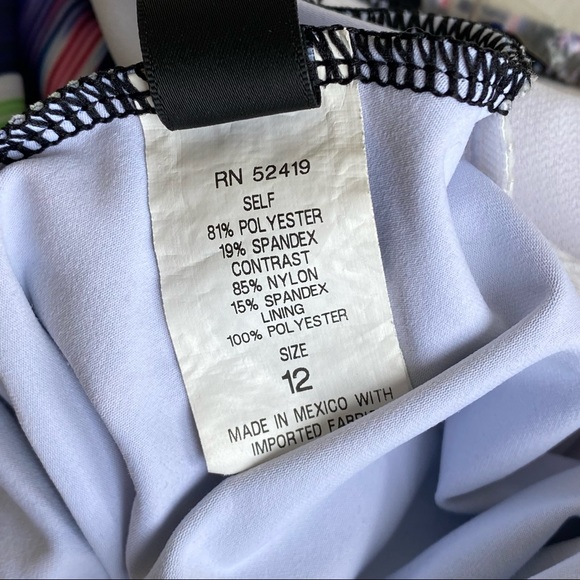 RN 52419
SELF
81% POLYESTER
19% SPANDEX
CONTRAST
85% NYLON
15% SPANDEX
LINING
100% POLYESTER
SIZE
12
MADE IN MEXICO WITH
IMPORTED